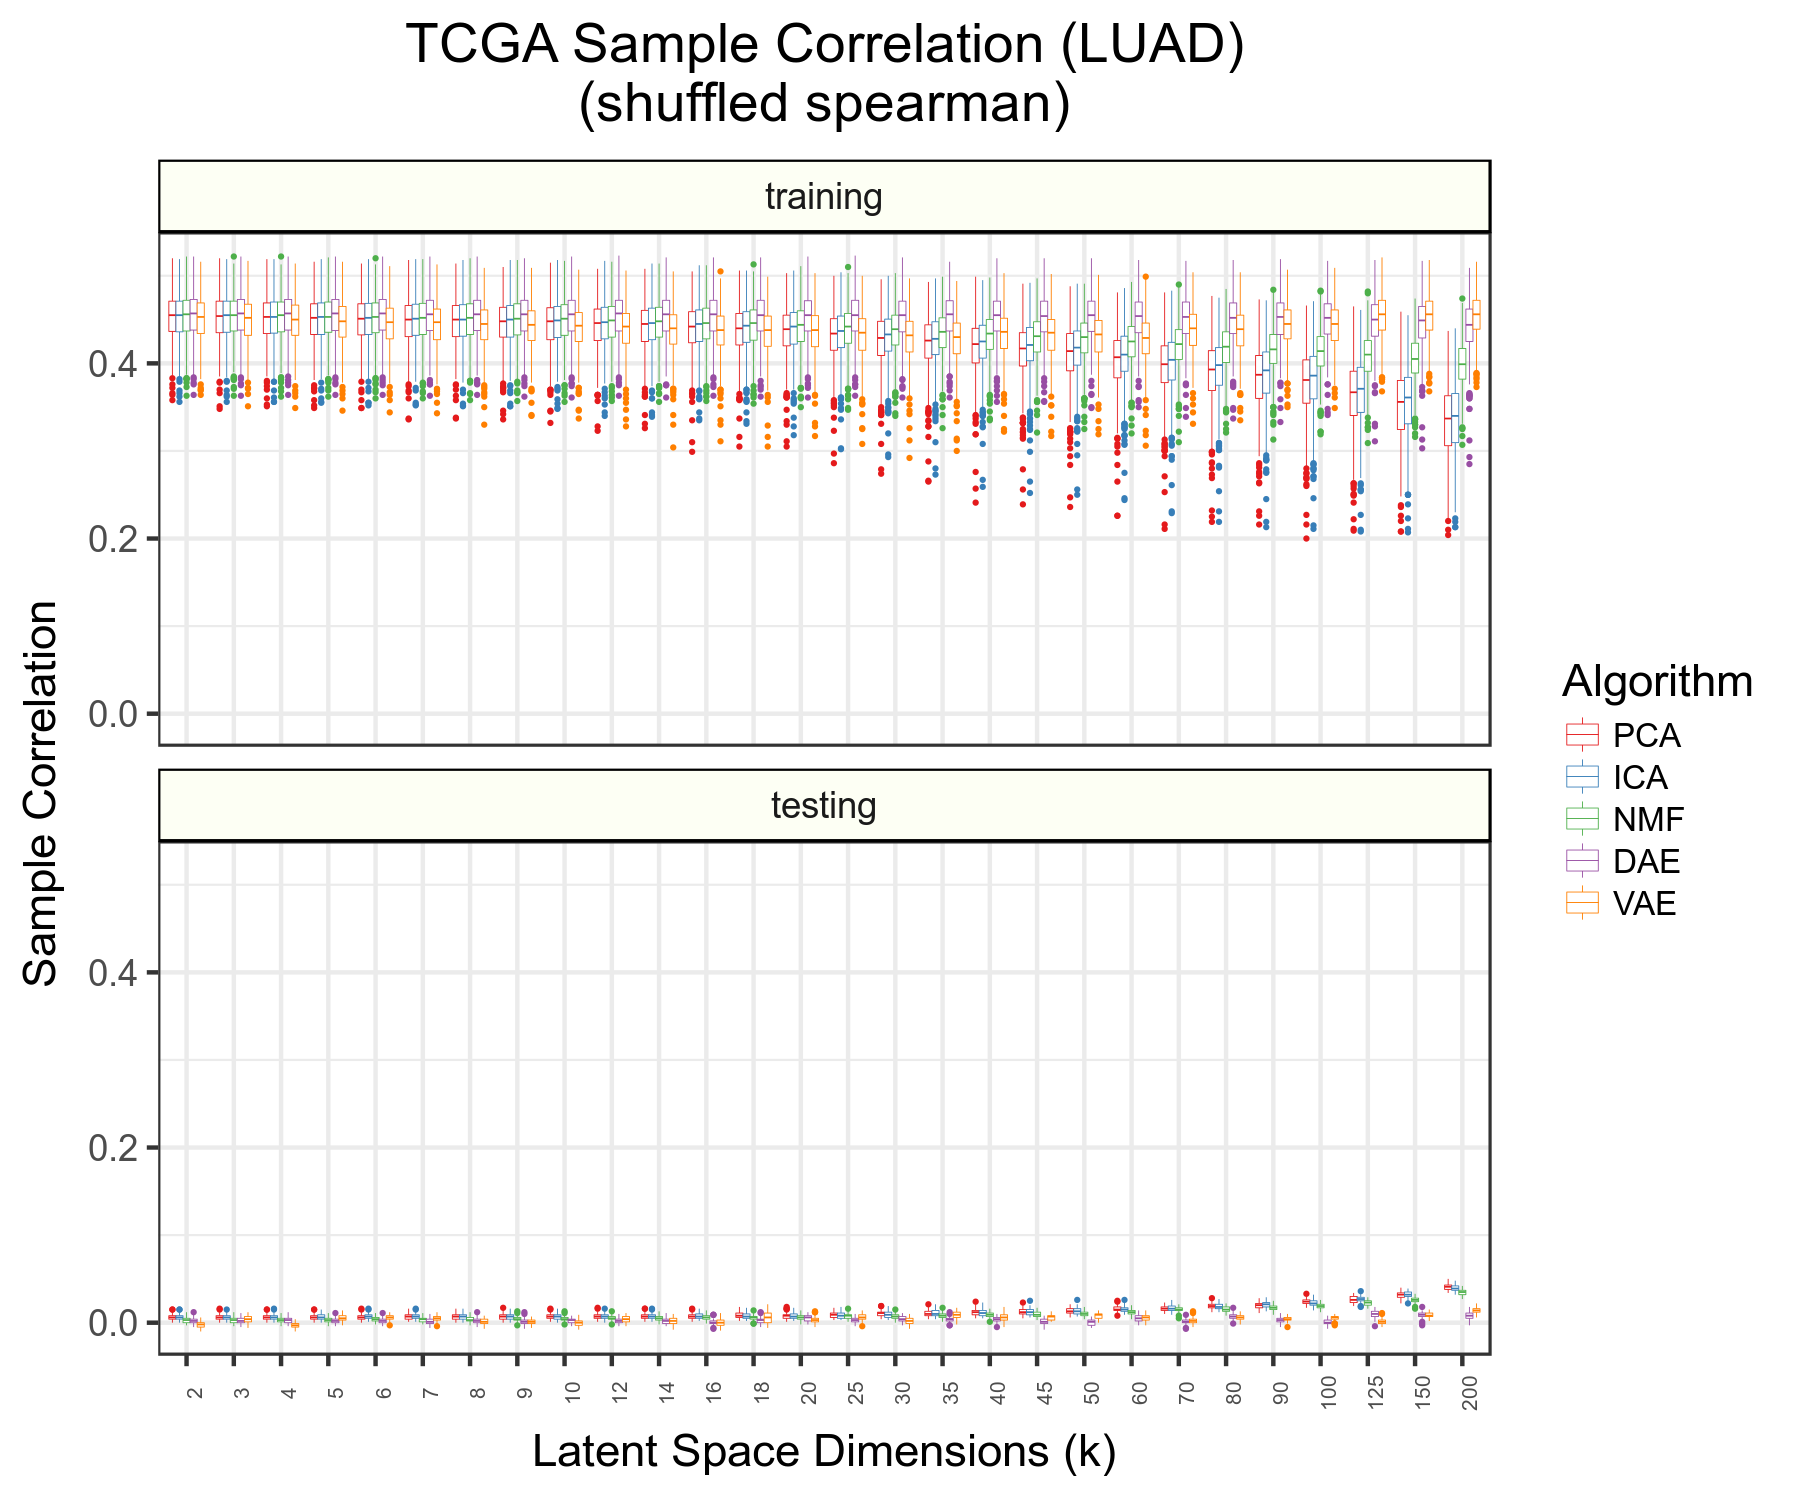 TCGA Sample Correlation (LUAD)
(shuffled spearman)
training
0.4
0.2
0.0
testing
0.4
0.2
0.0
Sample Correlation
2 3 4 5 6 7 8 9 10 12 14 16 18 20 25 30 35 40 45 50 60 70 80 90 100 125 150 200
Latent Space Dimensions (k)
Algorithm
PCA
ICA
NMF
DAE
VAE